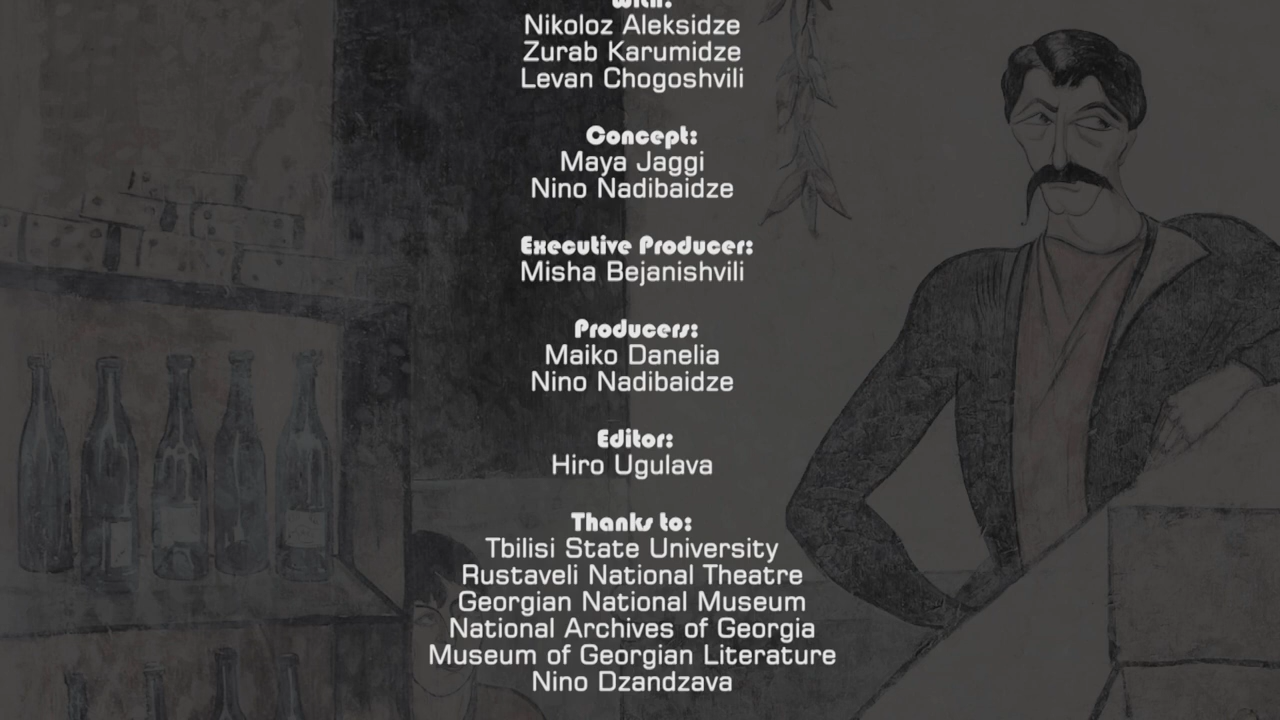 With:
Nikoloz Aleksidze
Zurab Karumidze
Levan Chogoshvili
Concept:
Maya Jaggi
Nino Nadibaidze
Executive Producer:
Misha Bejanishvili
Producers:
Maiko Danelia
Nino Nadibaidze
Editor:
Hiro Ugulava
Thanks to:
Tbilisi State University
Rustaveli National Theatre
Georgian National Museum
National Archives of Georgia
Museum of Georgian Literature
Nino Dzandzava